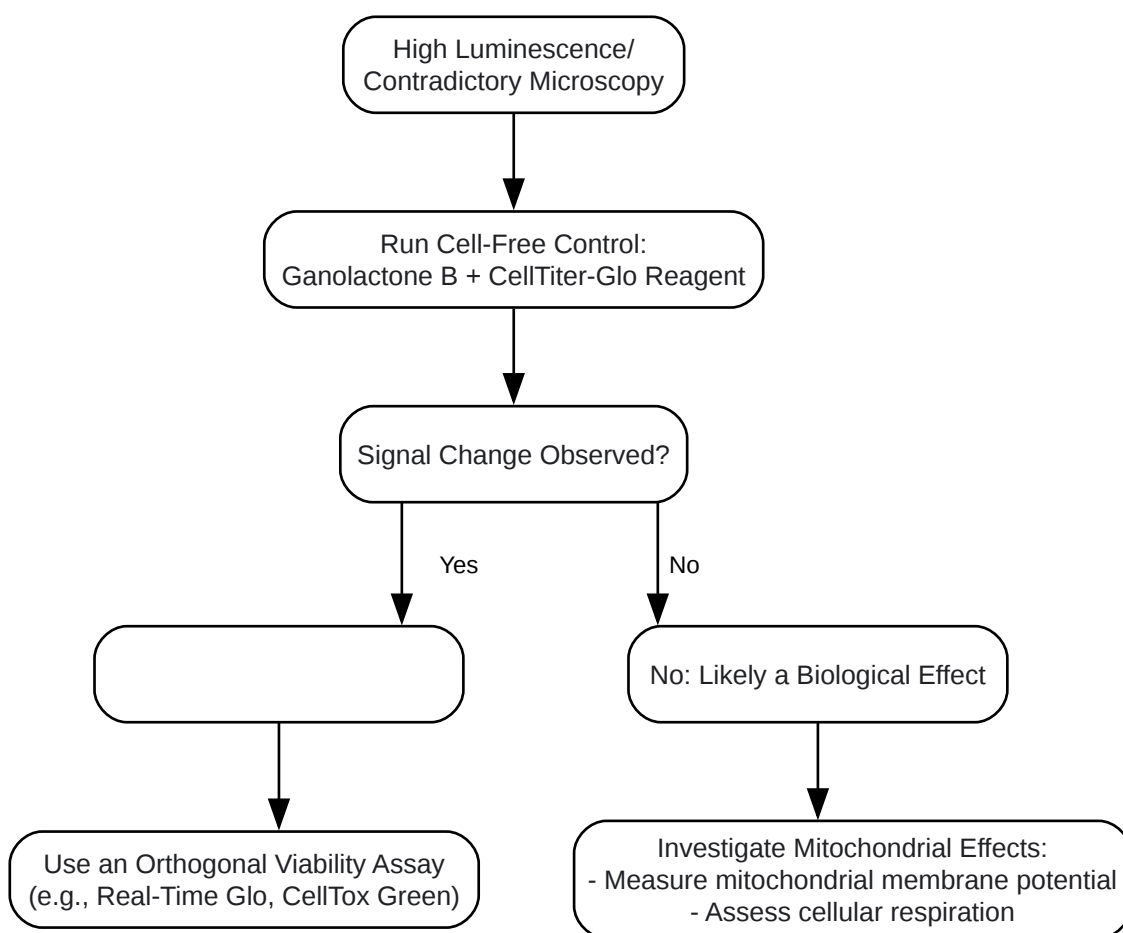 High Luminescence/
Contradictory Microscopy
Run Cell-Free Control:
Ganolactone B + CellTiter-Glo Reagent
Signal Change Observed?
Yes
No
No: Likely a Biological Effect
Use an Orthogonal Viability Assay
(e.g., Real-Time Glo, CellTox Green)
Investigate Mitochondrial Effects:
- Measure mitochondrial membrane potential
- Assess cellular respiration